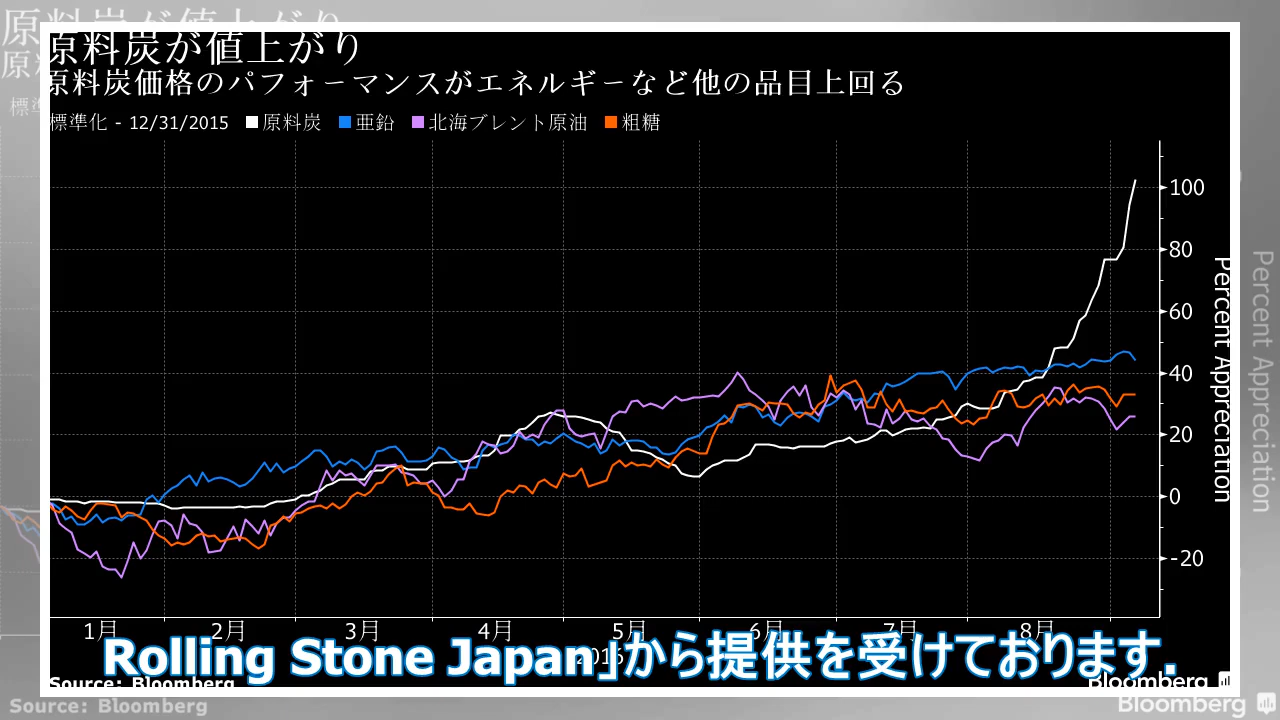 原料炭が値上がり
原料炭価格のパフォーマンスがエネルギーなど他の品目上回る
標準化 - 12/31/2015 原料炭 亜鉛 北海ブレント原油 粗糖
100
80
60
40
20
0
-20
Percent Appreciation
1月 2月 3月 4月 5月 6月 7月 8月
2016
Rolling Stone Japan」から提供を受けております.
Source: Bloomberg
Bloomberg
Percent Appreciation
Source: Bloomberg
Bloomberg